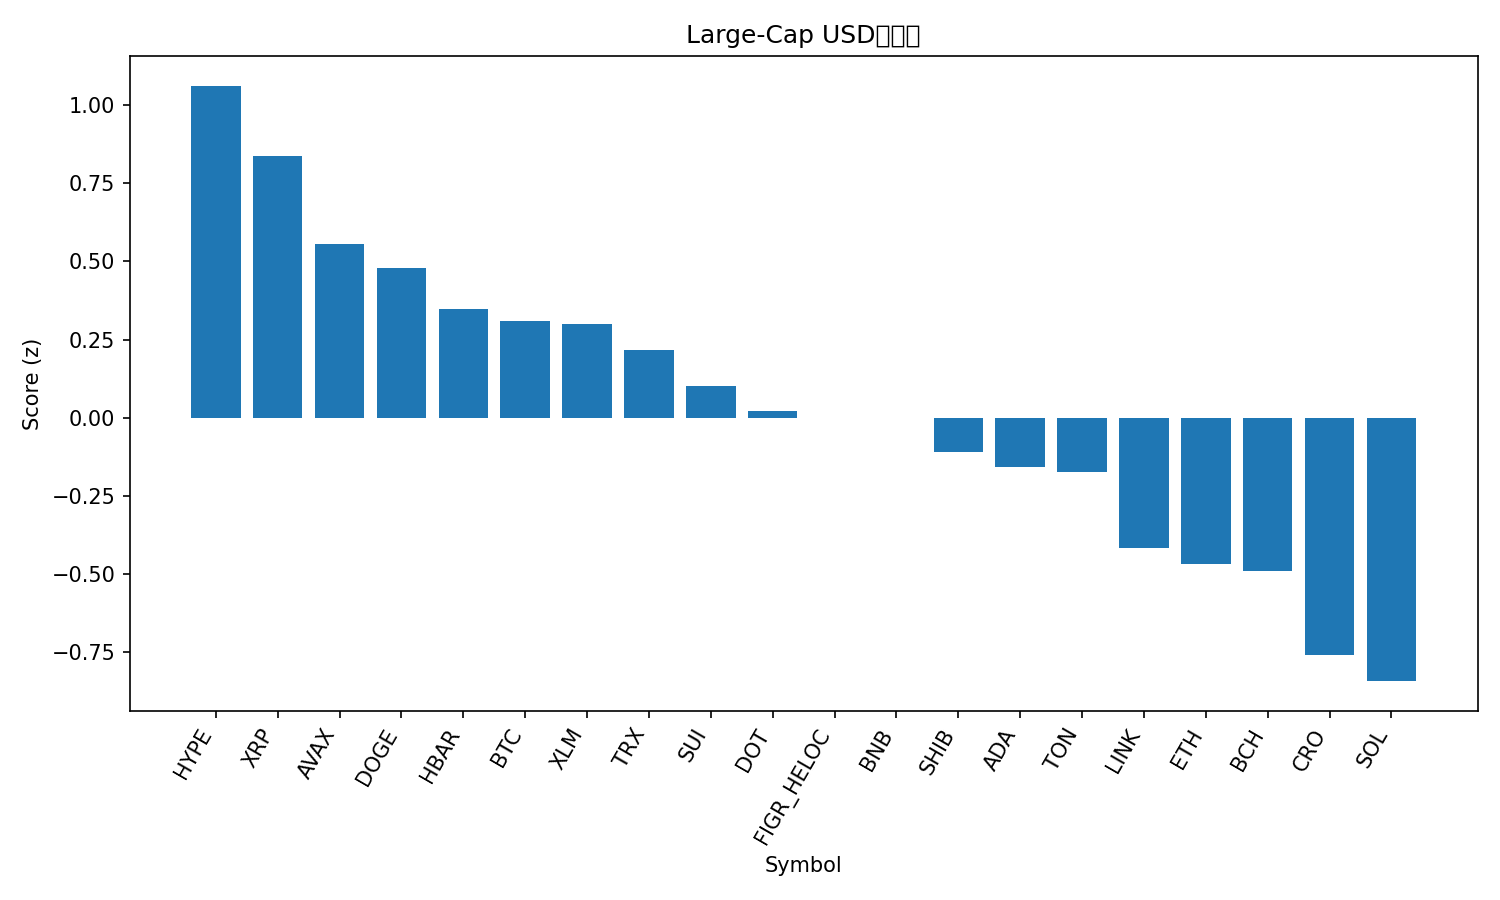 Large-Cap USD
1.00
0.75
0.50
0.25
0.00
−0.25
−0.50
−0.75
Score (z)
HYPE
XRP
AVAX
DOGE
HBAR
BTC
XLM
TRX
SUI
DOT
FIGR_HELOC
BNB
SHIB
ADA
TON
LINK
ETH
BCH
CRO
SOL
Symbol